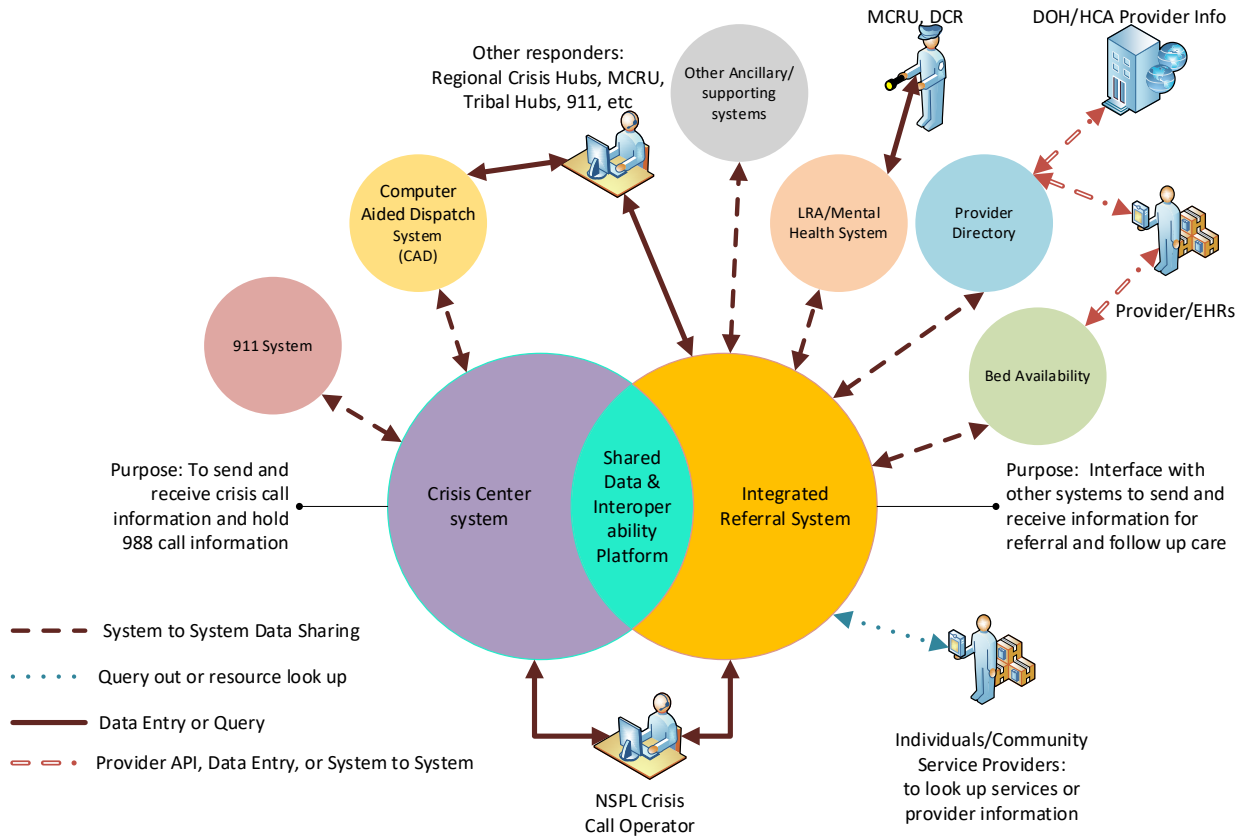 MCRU, DCR
DOH/HCA Provider Info
Other responders:
Regional Crisis Hubs, MCRU,
Tribal Hubs, 911, etc
Other Ancillary/
supporting
systems
Computer
Aided Dispatch
System
(CAD)
LRA/Mental
Health System
Provider
Directory
Provider/EHRs
911 System
Bed Availability
Purpose: To send and
receive crisis call
information and hold
988 call information
Crisis Center
system
Shared
Data &
Interoper
ability
Platform
Integrated
Referral System
Purpose:  Interface with
other systems to send and
receive information for
referral and follow up care
System to System Data Sharing
Query out or resource look up
Data Entry or Query
Provider API, Data Entry, or System to System
NSPL Crisis
Call Operator
Individuals/Community
Service Providers:
to look up services or
provider information